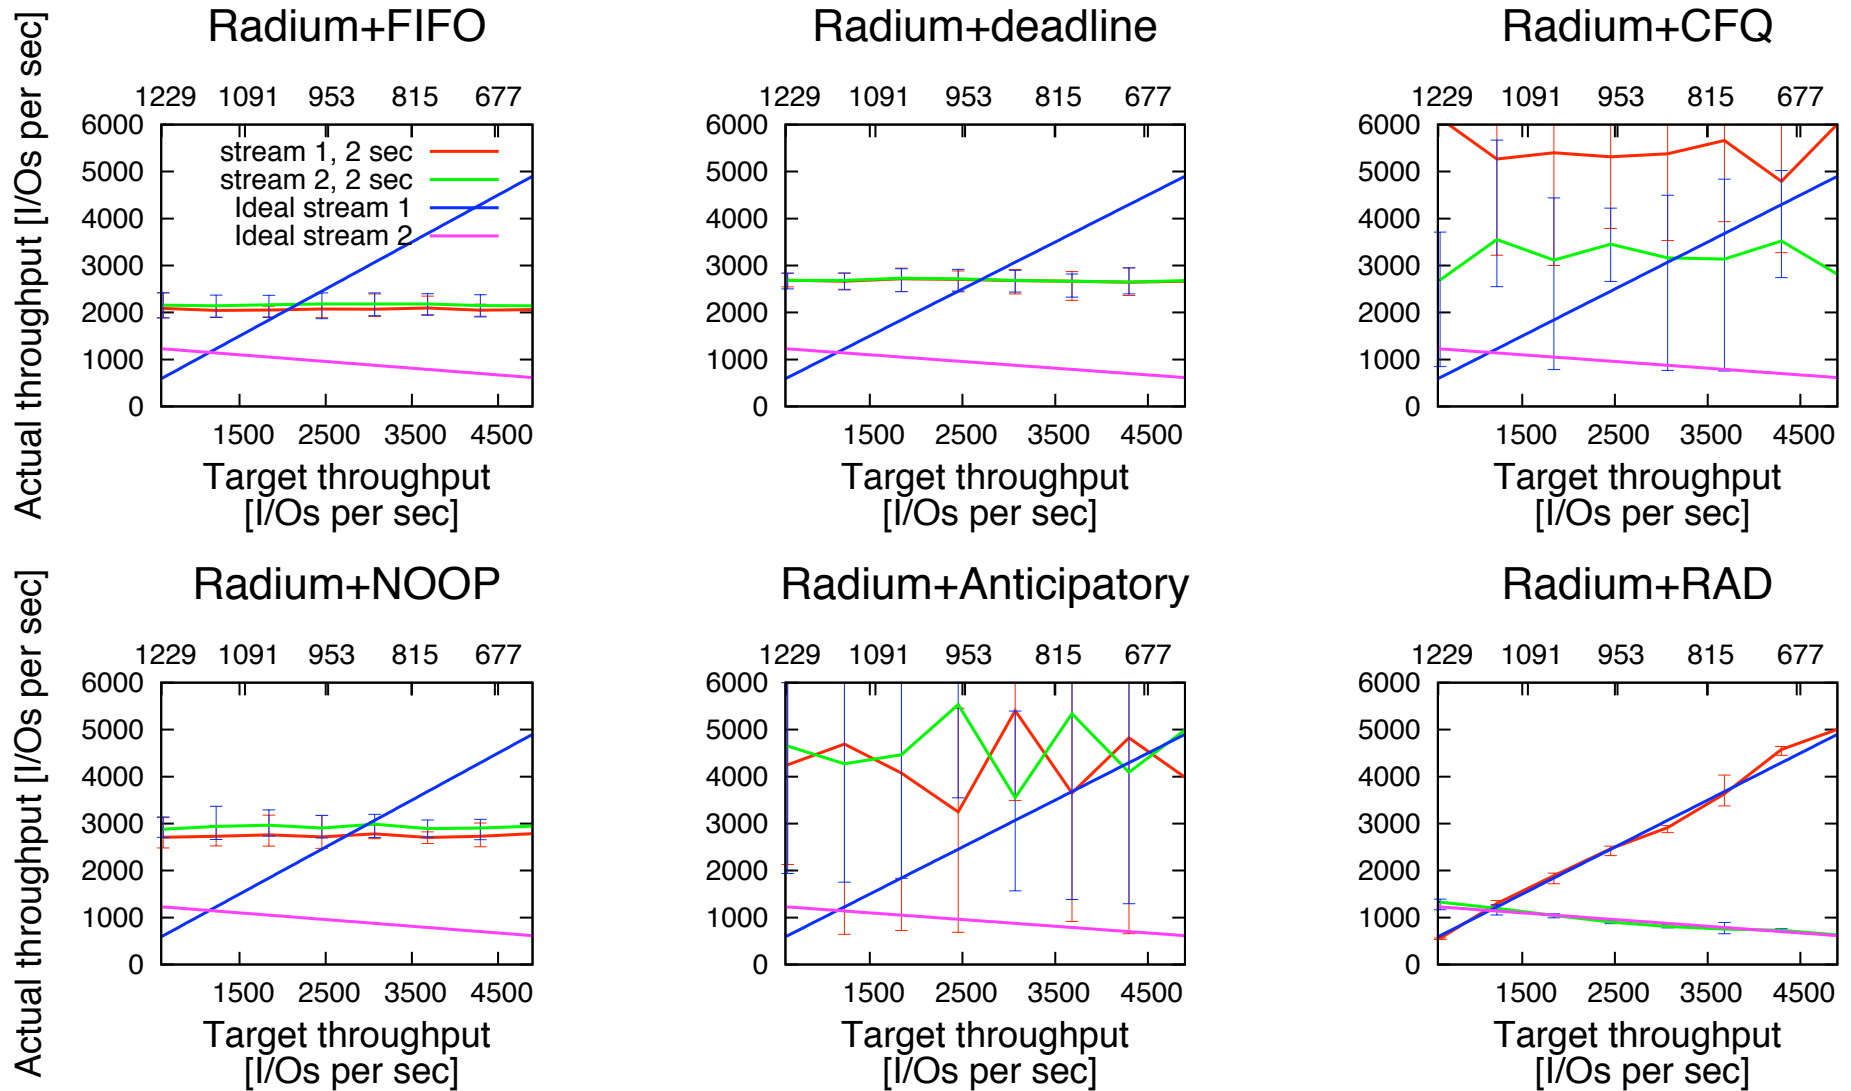 Radium+FIFO
Radium+deadline
Radium+CFQ
Actual throughput [I/Os per sec]
1229 1091 953 815 677
1229 1091 953 815 677
1229 1091 953 815 677
6000
5000
4000
3000
2000
1000
0
stream 1, 2 sec
stream 2, 2 sec
Ideal stream 1
Ideal stream 2
1500 2500 3500 4500
Target throughput
[I/Os per sec]
6000
5000
4000
3000
2000
1000
0
1500 2500 3500 4500
Target throughput
[I/Os per sec]
6000
5000
4000
3000
2000
1000
0
1500 2500 3500 4500
Target throughput
[I/Os per sec]
Radium+NOOP
Radium+Anticipatory
Radium+RAD
Actual throughput [I/Os per sec]
1229 1091 953 815 677
1229 1091 953 815 677
1229 1091 953 815 677
6000
5000
4000
3000
2000
1000
0
1500 2500 3500 4500
Target throughput
[I/Os per sec]
6000
5000
4000
3000
2000
1000
0
1500 2500 3500 4500
Target throughput
[I/Os per sec]
6000
5000
4000
3000
2000
1000
0
1500 2500 3500 4500
Target throughput
[I/Os per sec]